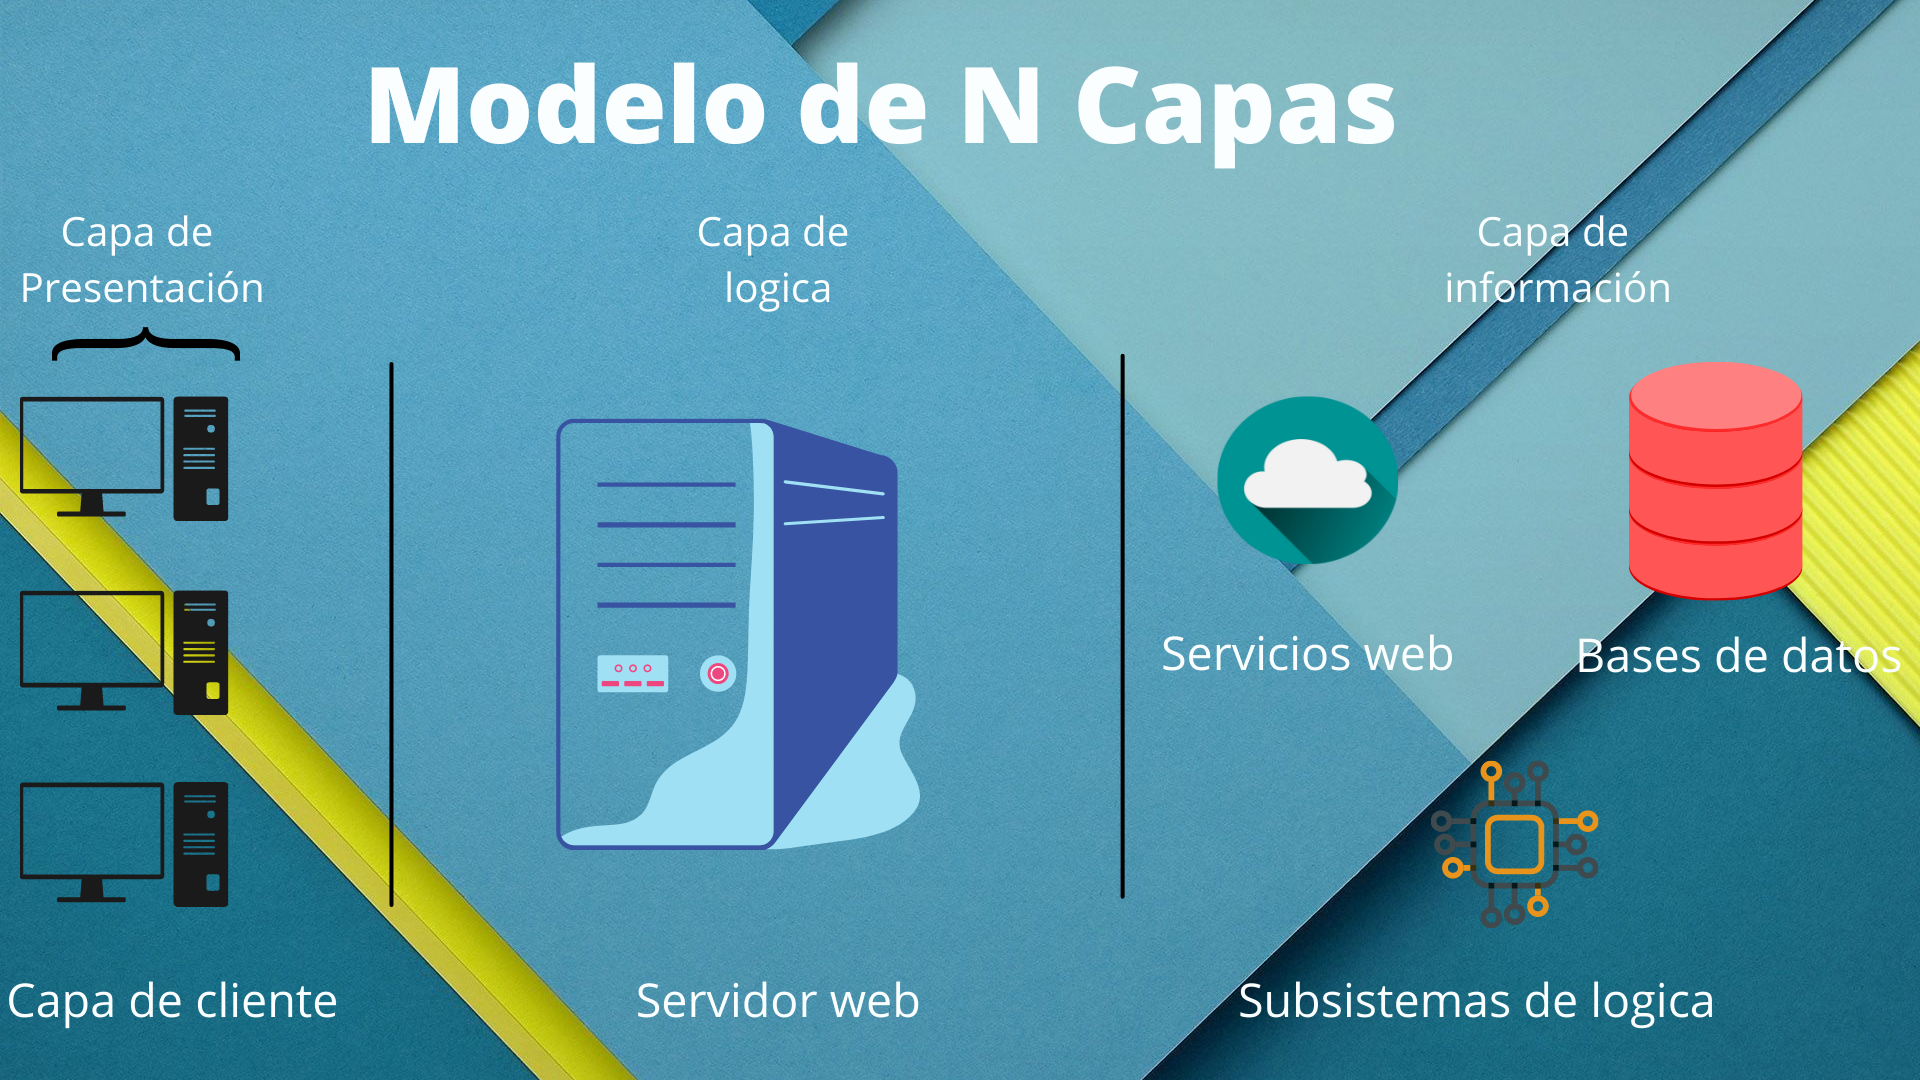 Modelo de N Capas
Capa de
Presentación
Capa de
logica
Capa de
información
Servicios web
Bases de datos
Capa de cliente
Servidor web
Subsistemas de logica